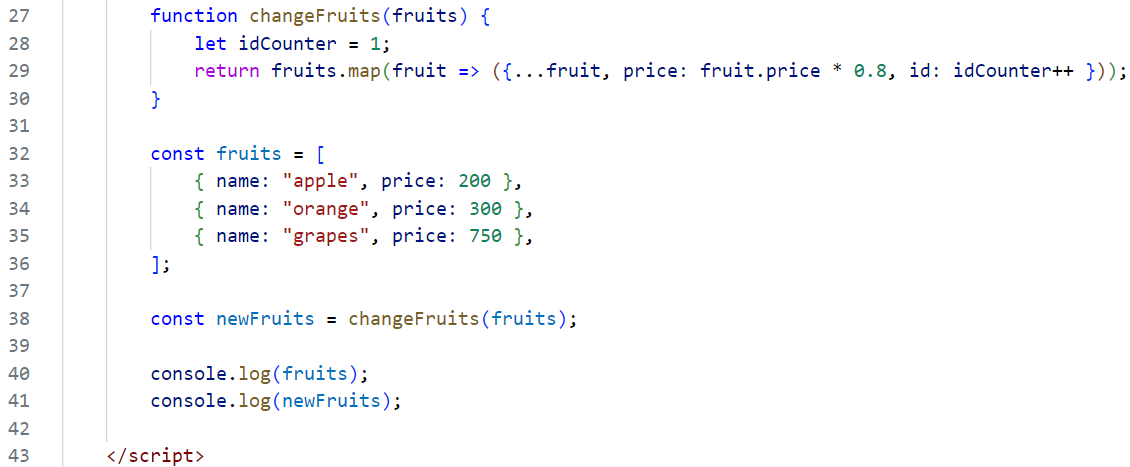 27 function changeFruits(fruits) {
28 let idCounter = 1;
29 return fruits.map(fruit => ({...fruit, price: fruit.price * 0.8, id: idCounter++ }));
30 }
31
32 const fruits = [
33 { name: "apple", price: 200 },
34 { name: "orange", price: 300 },
35 { name: "grapes", price: 750 },
36 ];
37
38 const newFruits = changeFruits(fruits);
39
40 console.log(fruits);
41 console.log(newFruits);
42
43 </script>